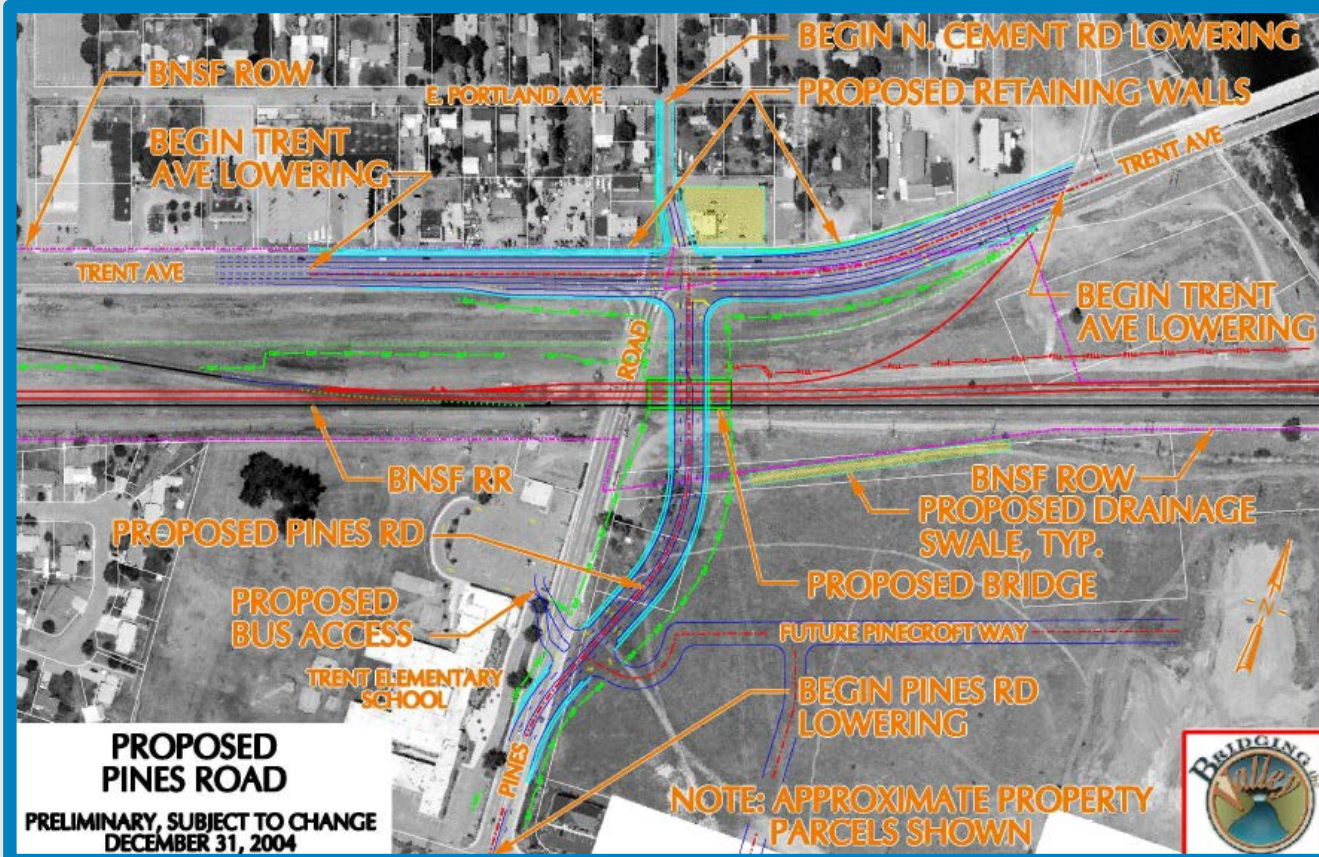 BEGIN N. CEMENT RD LOWERING
BNSF ROW
E. PORTLAND AVE
PROPOSED RETAINING WALLS
BEGIN TRENT
AVE LOWERING
TRENT AVE
TRENT AVE
BEGIN TRENT
AVE LOWERING
ROAD
FILL
FILL
BNSF RR
BNSF ROW
PROPOSED DRAINAGE
SWALE, TYP.
PROPOSED PINES RD
PROPOSED BRIDGE
PROPOSED
BUS ACCESS
FUTURE PINECROFT WAY
TRENT ELEMENTARY
SCHOOL
BEGIN PINES RD
LOWERING
PINES
N
PROPOSED
PINES ROAD
PRELIMINARY, SUBJECT TO CHANGE
DECEMBER 31, 2004
NOTE: APPROXIMATE PROPERTY
PARCELS SHOWN
BRIDGING the
Valley